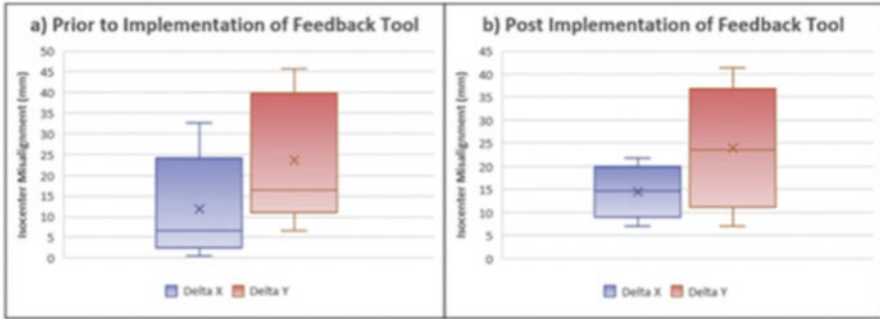 a) Prior to Implementation of Feedback Tool
Isocenter Misalignment (mm)
50
45
40
35
30
25
20
15
10
5
0
Delta X
Delta Y
b) Post Implementation of Feedback Tool
Isocenter Misalignment (mm)
45
40
35
30
25
20
15
10
5
0
Delta X
Delta Y